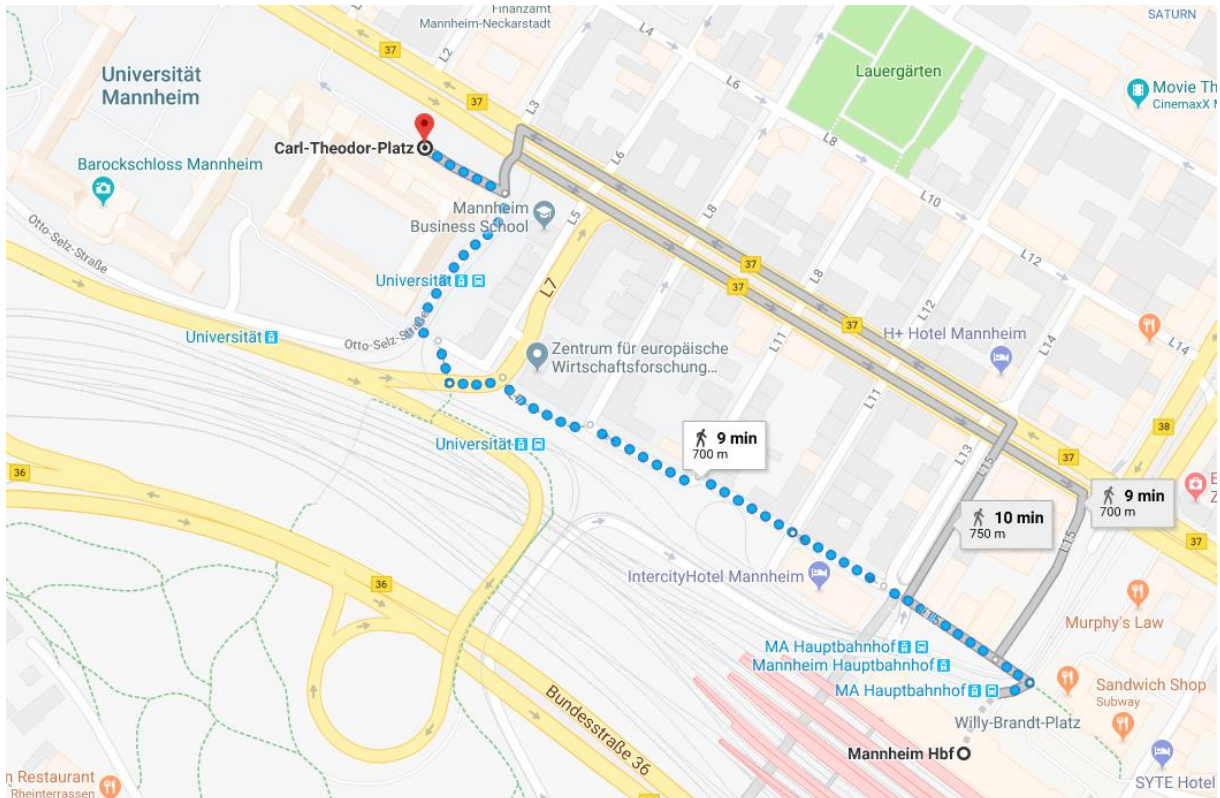 Finanzamt
Mannheim-Neckarstadt
SATURN
L4
L2
37
L6
Lauergärten
Universität
Mannheim
37
L3
Movie Th
CinemaxX M
Carl-Theodor-Platz
L8
L6
Barockschloss Mannheim
Mannheim
Business School
L5
L8
L10
Otto-Selz-Straße
L12
Universität
L7
37
37
L8
L12
Universität
Otto-Selz-Straße
37
H+ Hotel Mannheim
L14
L14
Zentrum für europäische
Wirtschaftsforschung...
L11
L11
38
9 min
700 m
Universität
L13
L15
37
36
9 min
700 m
E
Z
10 min
750 m
L15
37
IntercityHotel Mannheim
36
L15
Murphy's Law
MA Hauptbahnhof
Mannheim Hauptbahnhof
MA Hauptbahnhof
Sandwich Shop
Subway
Bundesstraße 36
Willy-Brandt-Platz
Mannheim Hbf
n Restaurant
Rheinterrassen
SYTE Hotel